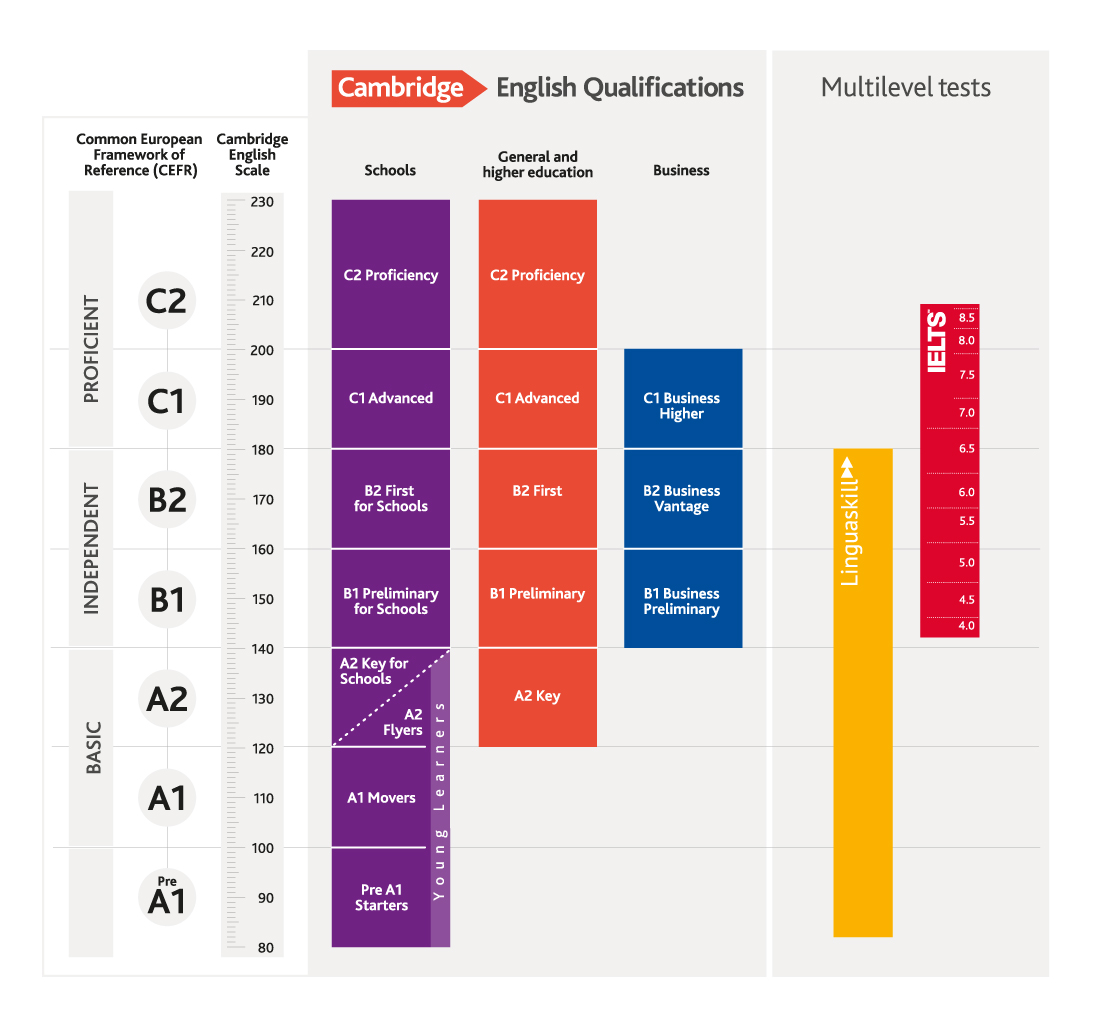 Cambridge English Qualifications
Multilevel tests
Common European
Framework of
Reference (CEFR)
Cambridge
English
Scale
Schools
General and
higher education
Business
PROFICIENT
INDEPENDENT
BASIC
C2
C1
B2
B1
A2
A1
Pre
A1
230
220
210
200
190
180
170
160
150
140
130
120
110
100
90
80
C2 Proficiency
C1 Advanced
B2 First
for Schools
B1 Preliminary
for Schools
A2 Key for
Schools
A2
Flyers
A1 Movers
Pre A1
Starters
Young Learners
C2 Proficiency
C1 Advanced
B2 First
B1 Preliminary
A2 Key
C1 Business
Higher
B2 Business
Vantage
B1 Business
Preliminary
Linguaskill
IELTS™
8.5
8.0
7.5
7.0
6.5
6.0
5.5
5.0
4.5
4.0